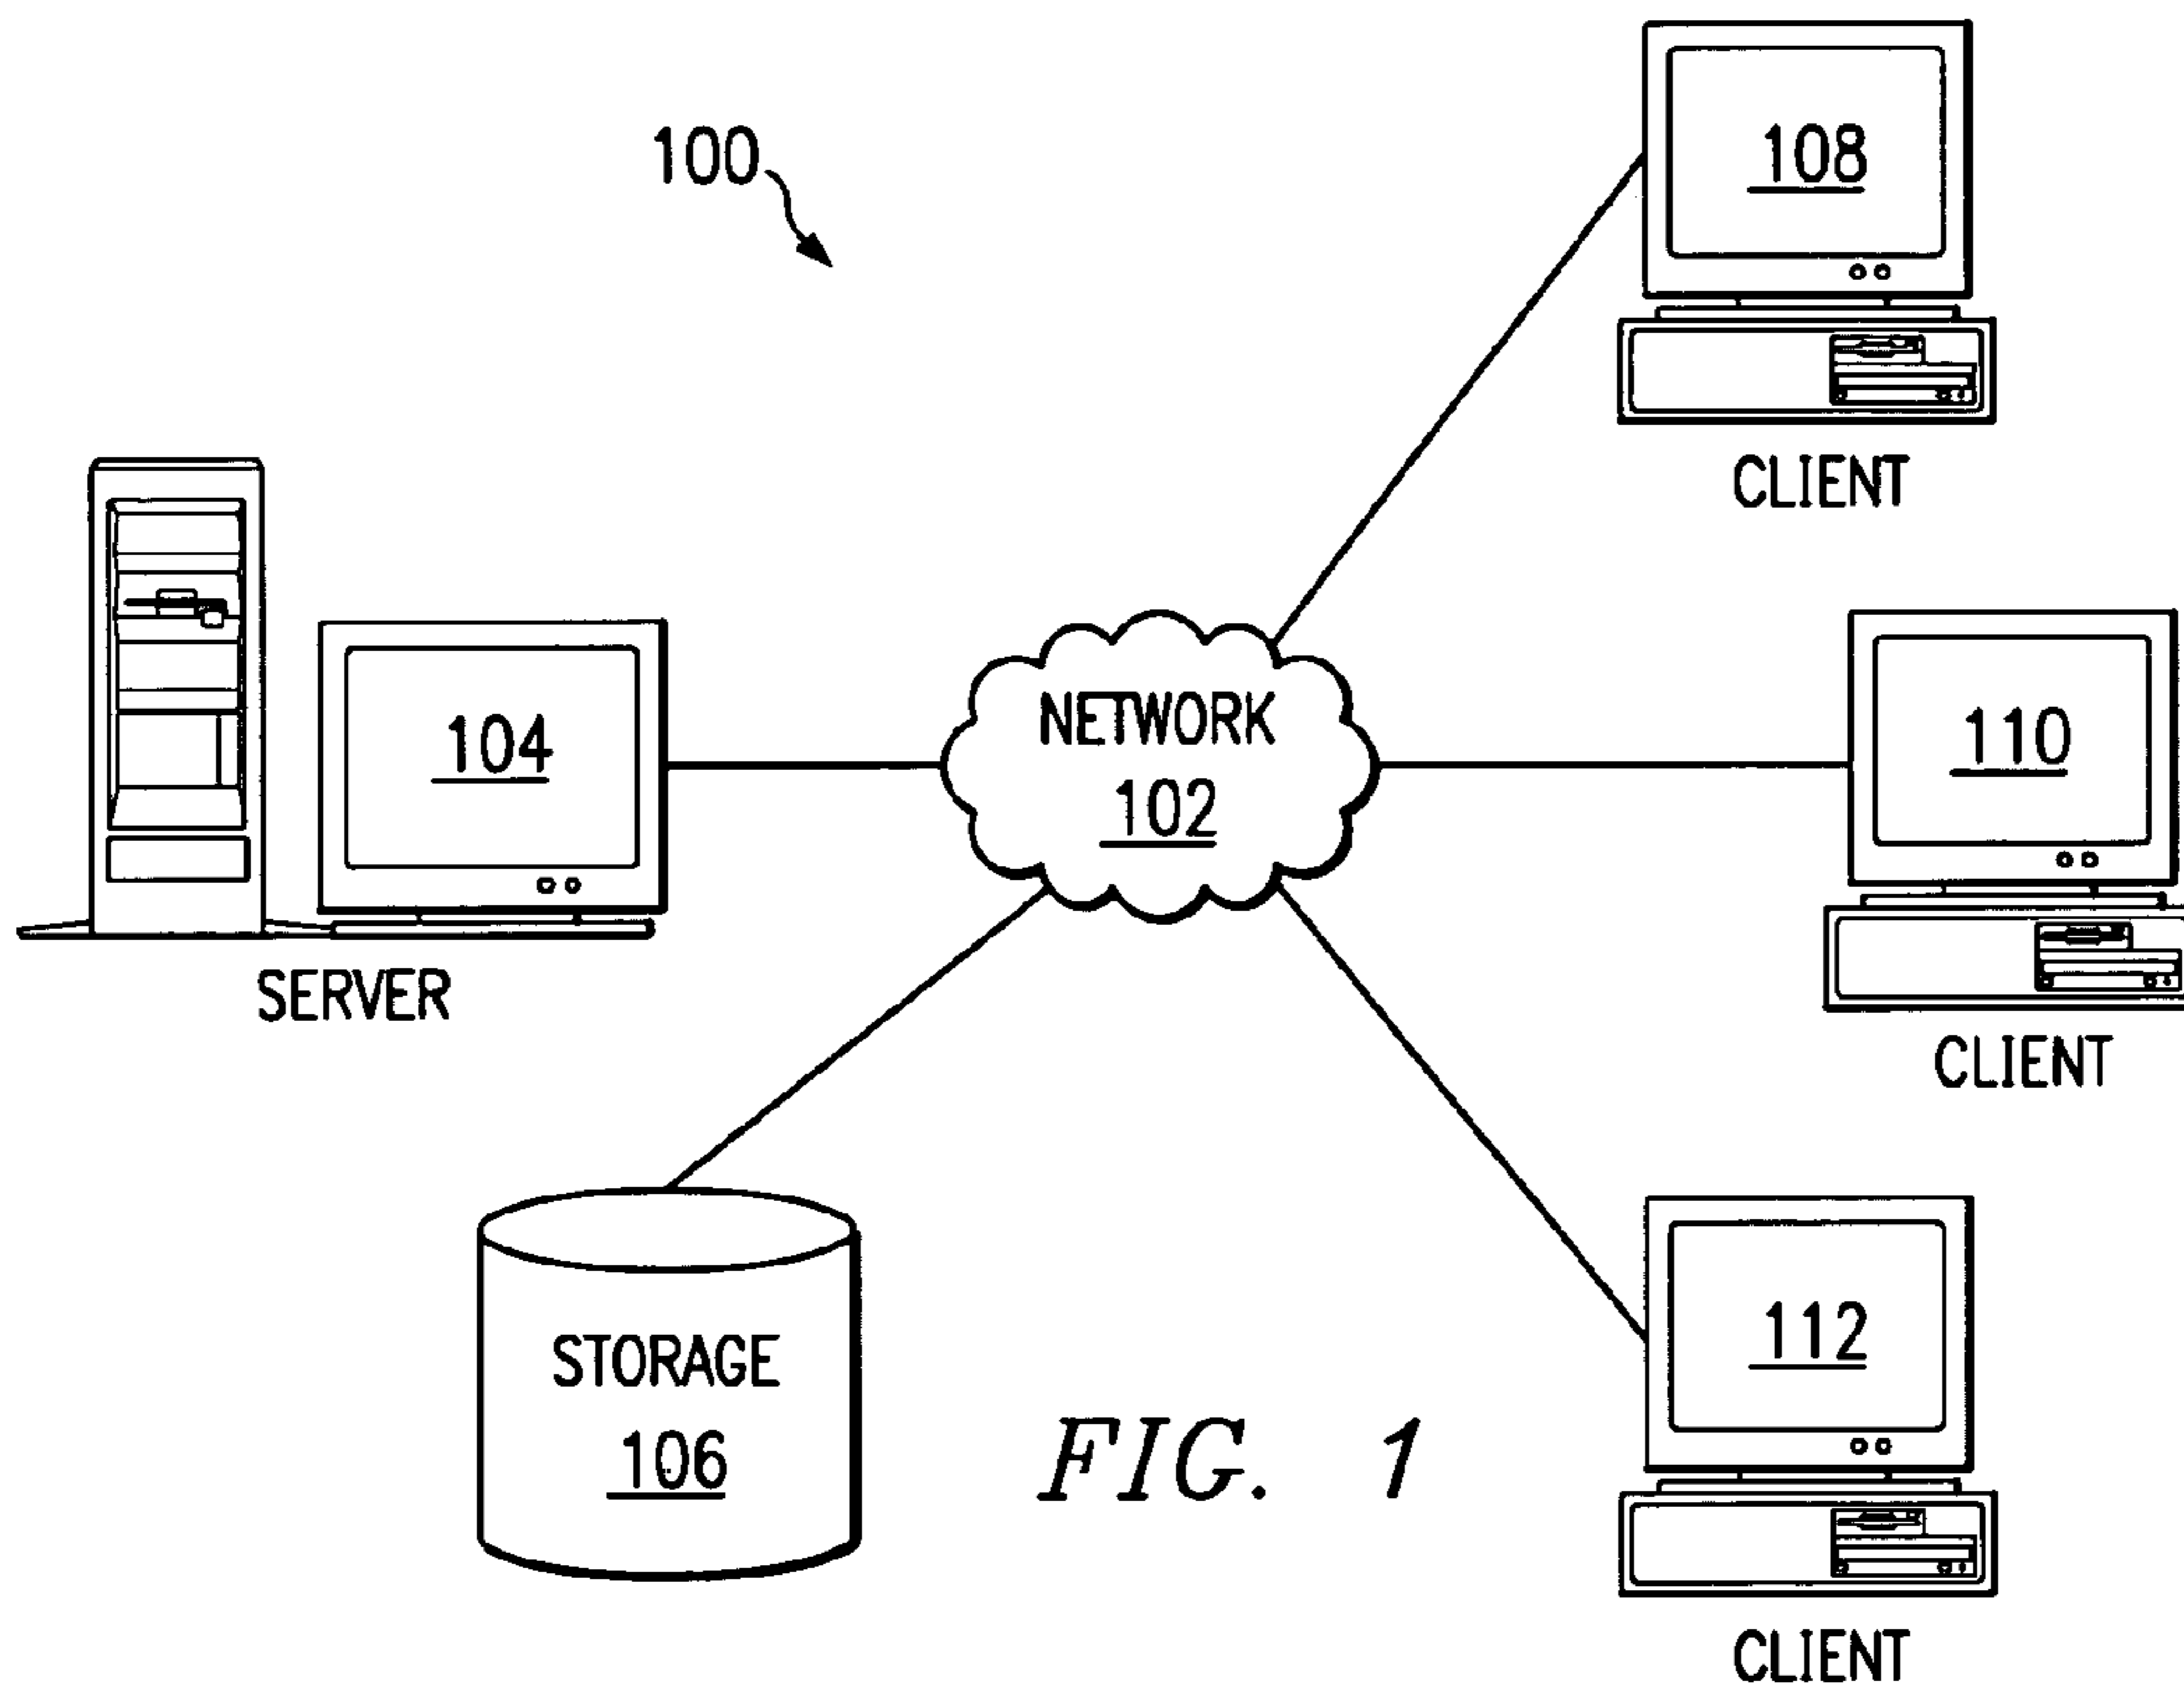 100
108
CLIENT
104
SERVER
NETWORK
102
110
CLIENT
STORAGE
106
112
CLIENT
FIG. 1